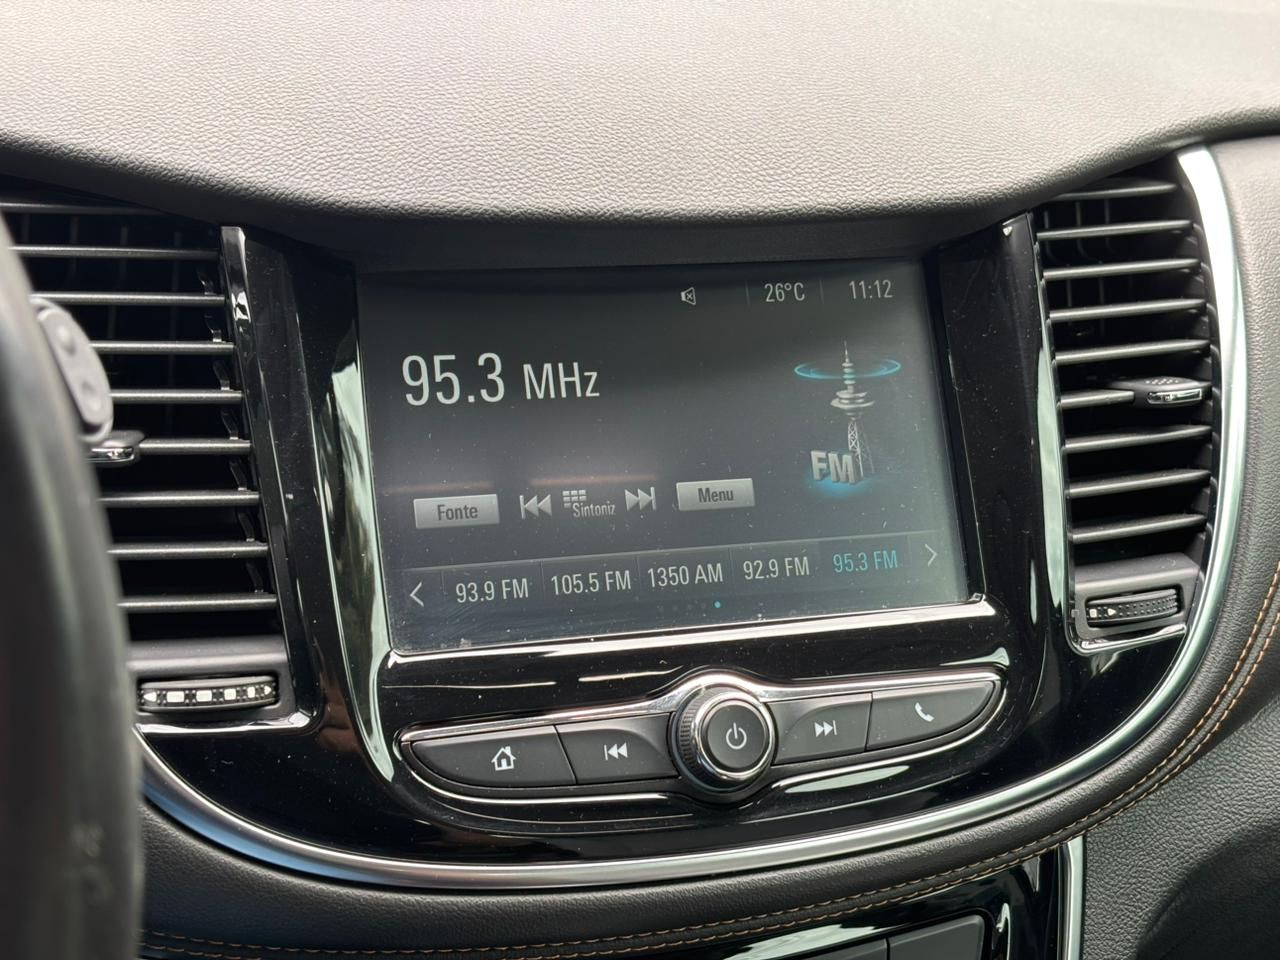 26°C 11:12
95.3 MHz
FM
Fonte Sintoniz Menu
93.9 FM 105.5 FM 1350 AM 92.9 FM 95.3 FM